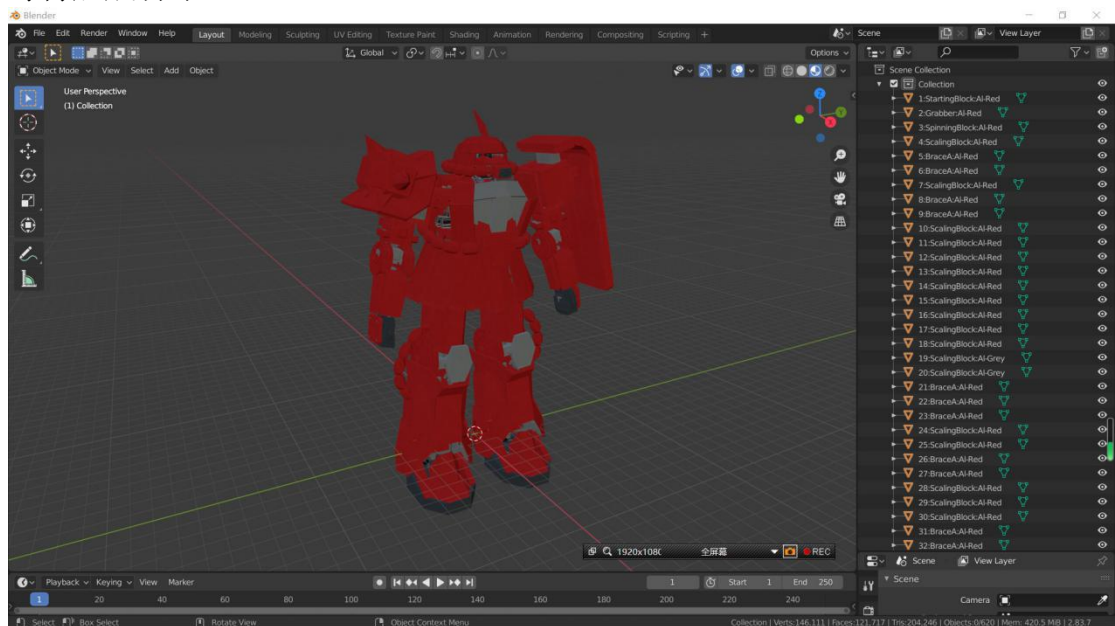 Blender
File Edit Render Window Help Layout Modeling Sculpting UV Editing Texture Paint Shading Animation Rendering Compositing Scripting + Scene View Layer
Global Options
Object Mode View Select Add Object
User Perspective
(1) Collection
Z
Y
X
Scene Collection
Collection
1:StartingBlock:Al-Red
2:Grabber:Al-Red
3:SpinningBlock:Al-Red
4:ScalingBlock:Al-Red
5:BraceA:Al-Red
6:BraceA:Al-Red
7:ScalingBlock:Al-Red
8:BraceA:Al-Red
9:BraceA:Al-Red
10:ScalingBlock:Al-Red
11:ScalingBlock:Al-Red
12:ScalingBlock:Al-Red
13:ScalingBlock:Al-Red
14:ScalingBlock:Al-Red
15:ScalingBlock:Al-Red
16:ScalingBlock:Al-Red
17:ScalingBlock:Al-Red
18:ScalingBlock:Al-Red
19:ScalingBlock:Al-Grey
20:ScalingBlock:Al-Grey
21:BraceA:Al-Red
22:BraceA:Al-Red
23:BraceA:Al-Red
24:ScalingBlock:Al-Red
25:ScalingBlock:Al-Red
26:BraceA:Al-Red
27:BraceA:Al-Red
28:ScalingBlock:Al-Red
29:ScalingBlock:Al-Red
30:ScalingBlock:Al-Red
31:BraceA:Al-Red
32:BraceA:Al-Red
1920x1080 全屏幕 REC
Scene View Layer
Scene
Camera
Playback Keying View Marker 1 Start 1 End 250
1 20 40 60 80 100 120 140 160 180 200 220 240
Select Box Select Rotate View Object Context Menu Collection | Verts:146,111 | Faces:121,717 | Tris:204,246 | Objects:0/620 | Mem: 420.5 MiB | 2.83.7